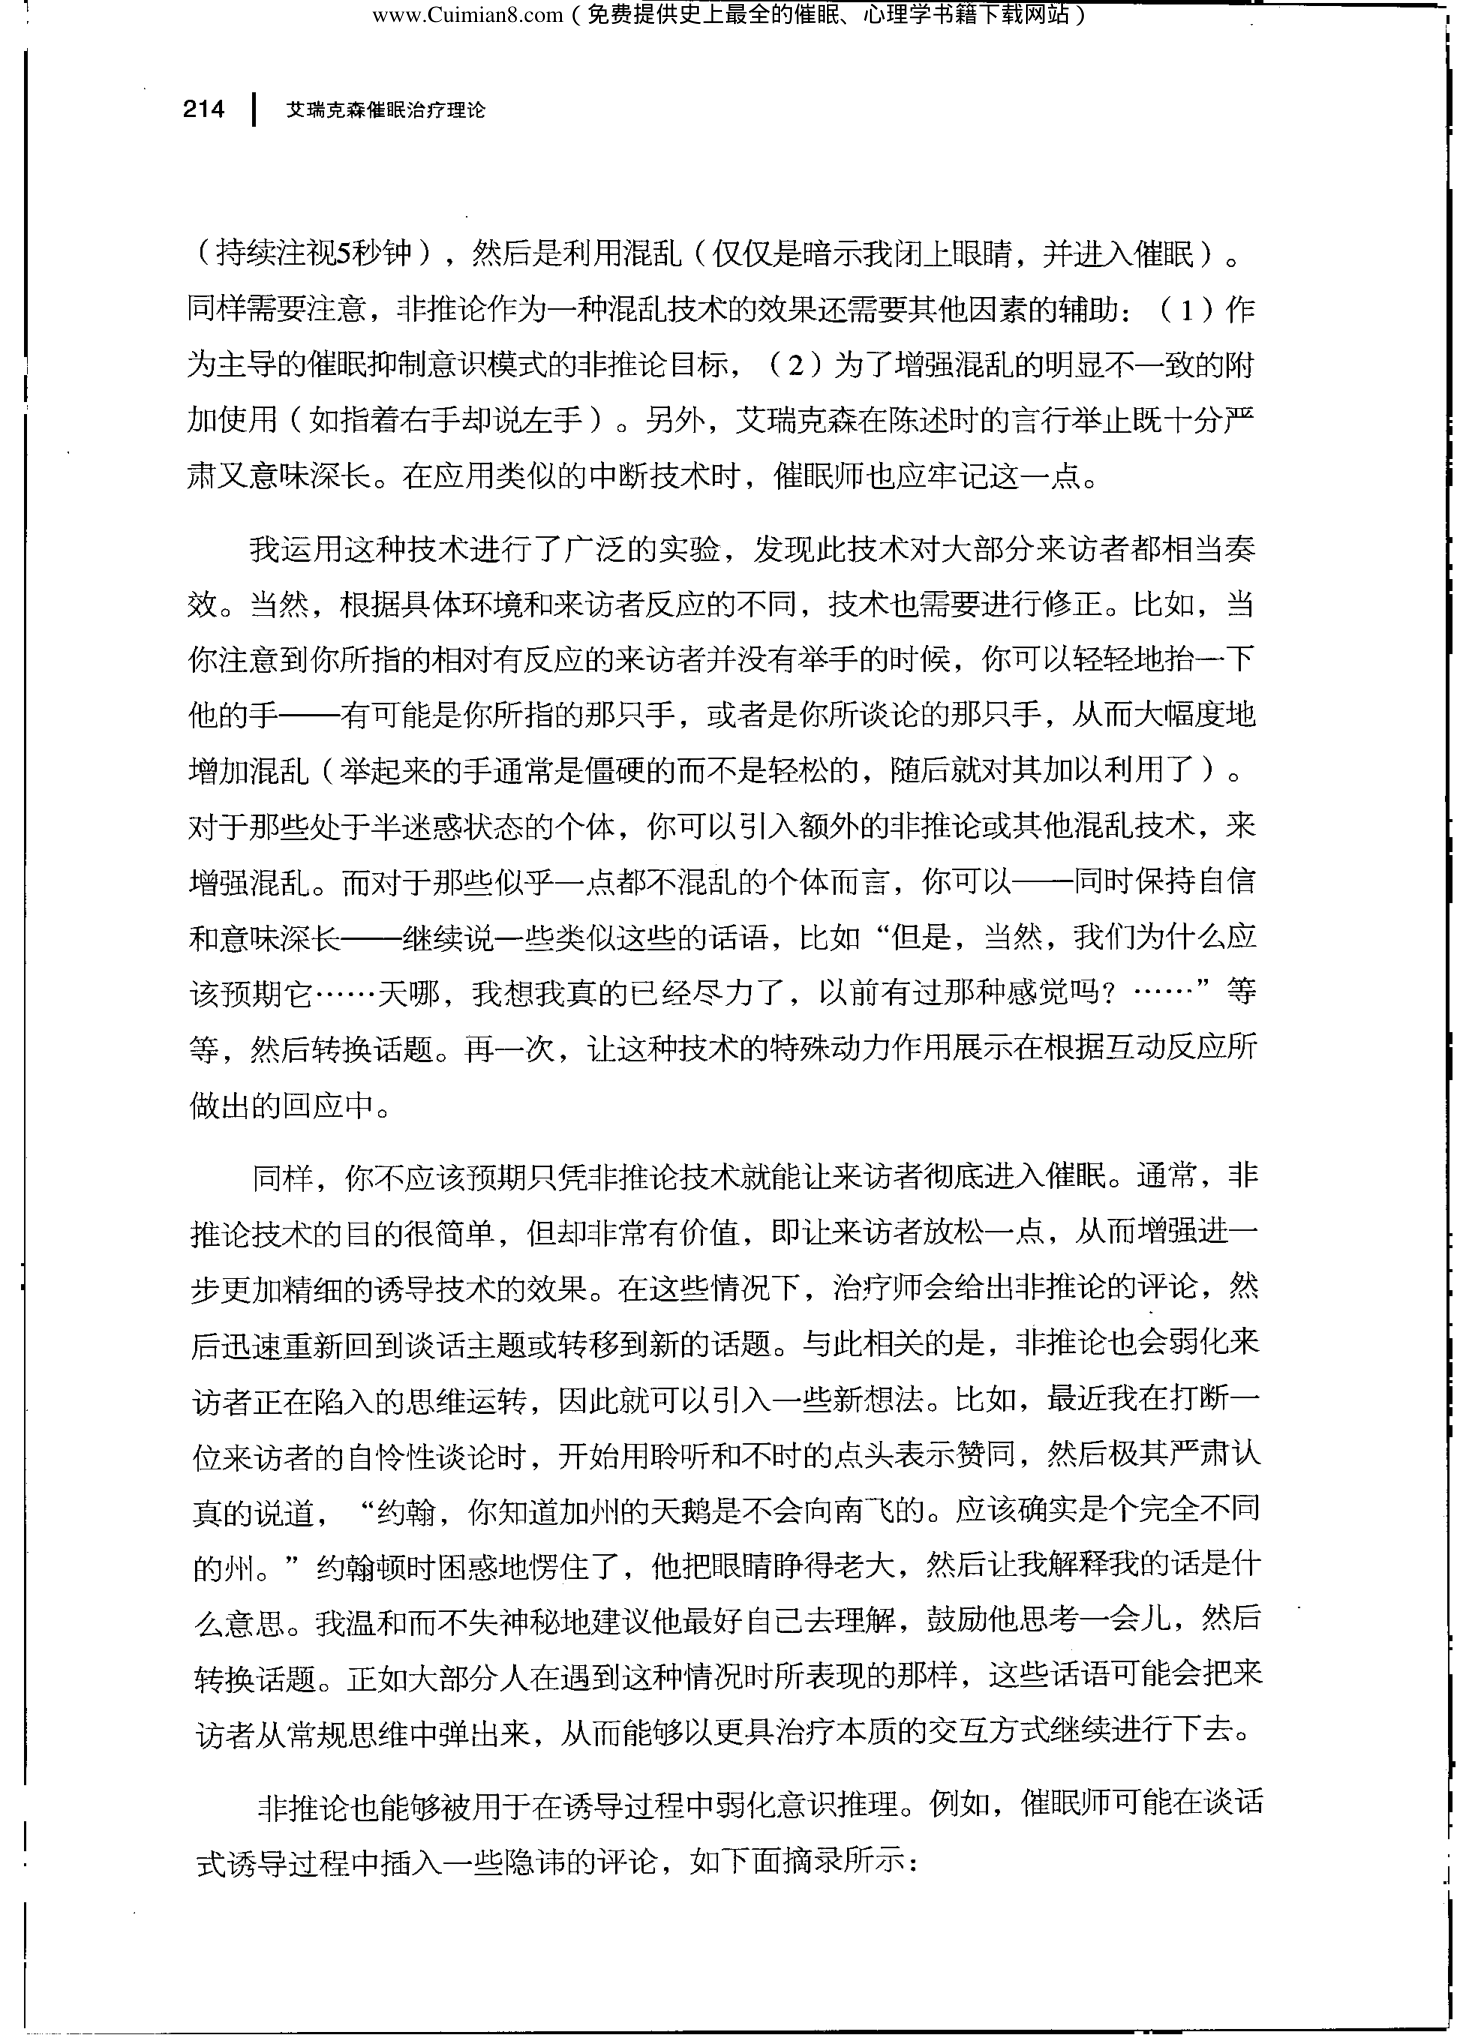 www.Cuimian8.com（免费提供史上最全的催眠、心理学书籍下载网站）
214 艾瑞克森催眠治疗理论
（持续注视5秒钟），然后是利用混乱（仅仅是暗示我闭上眼睛，并进入催眠）。
同样需要注意，非推论作为一种混乱技术的效果还需要其他因素的辅助：（1）作
为主导的催眠抑制意识模式的非推论目标，（2）为了增强混乱的明显不一致的附
加使用（如指着右手却说左手）。另外，艾瑞克森在陈述时的言行举止既十分严
肃又意味深长。在应用类似的中断技术时，催眠师也应牢记这一点。
我运用这种技术进行了广泛的实验，发现此技术对大部分来访者都相当奏
效。当然，根据具体环境和来访者反应的不同，技术也需要进行修正。比如，当
你注意到你所指的相对有反应的来访者并没有举手的时候，你可以轻轻地抬一下
他的手——有可能是你所指的那只手，或者是你所谈论的那只手，从而大幅度地
增加混乱（举起来的手通常是僵硬的而不是轻松的，随后就对其加以利用了）。
对于那些处于半迷惑状态的个体，你可以引入额外的非推论或其他混乱技术，来
增强混乱。而对于那些似乎一点都不混乱的个体而言，你可以——同时保持自信
和意味深长——继续说一些类似这些的话语，比如“但是，当然，我们为什么应
该预期它……天哪，我想我真的已经尽力了，以前有过那种感觉吗？……”等
等，然后转换话题。再一次，让这种技术的特殊动力作用展示在根据互动反应所
做出的回应中。
同样，你不应该预期只凭非推论技术就能让来访者彻底进入催眠。通常，非
推论技术的目的很简单，但却非常有价值，即让来访者放松一点，从而增强进一
步更加精细的诱导技术的效果。在这些情况下，治疗师会给出非推论的评论，然
后迅速重新回到谈话主题或转移到新的话题。与此相关的是，非推论也会弱化来
访者正在陷入的思维运转，因此就可以引入一些新想法。比如，最近我在打断一
位来访者的自怜性谈论时，开始用聆听和不时的点头表示赞同，然后极其严肃认
真的说道，“约翰，你知道加州的天鹅是不会向南飞的。应该确实是个完全不同
的州。”约翰顿时困惑地愣住了，他把眼睛睁得老大，然后让我解释我的话是什
么意思。我温和而不失神秘地建议他最好自己去理解，鼓励他思考一会儿，然后
转换话题。正如大部分人在遇到这种情况时所表现的那样，这些话语可能会把来
访者从常规思维中弹出来，从而能够以更具治疗本质的交互方式继续进行下去。
非推论也能够被用于在诱导过程中弱化意识推理。例如，催眠师可能在谈话
式诱导过程中插入一些隐讳的评论，如下面摘录所示：